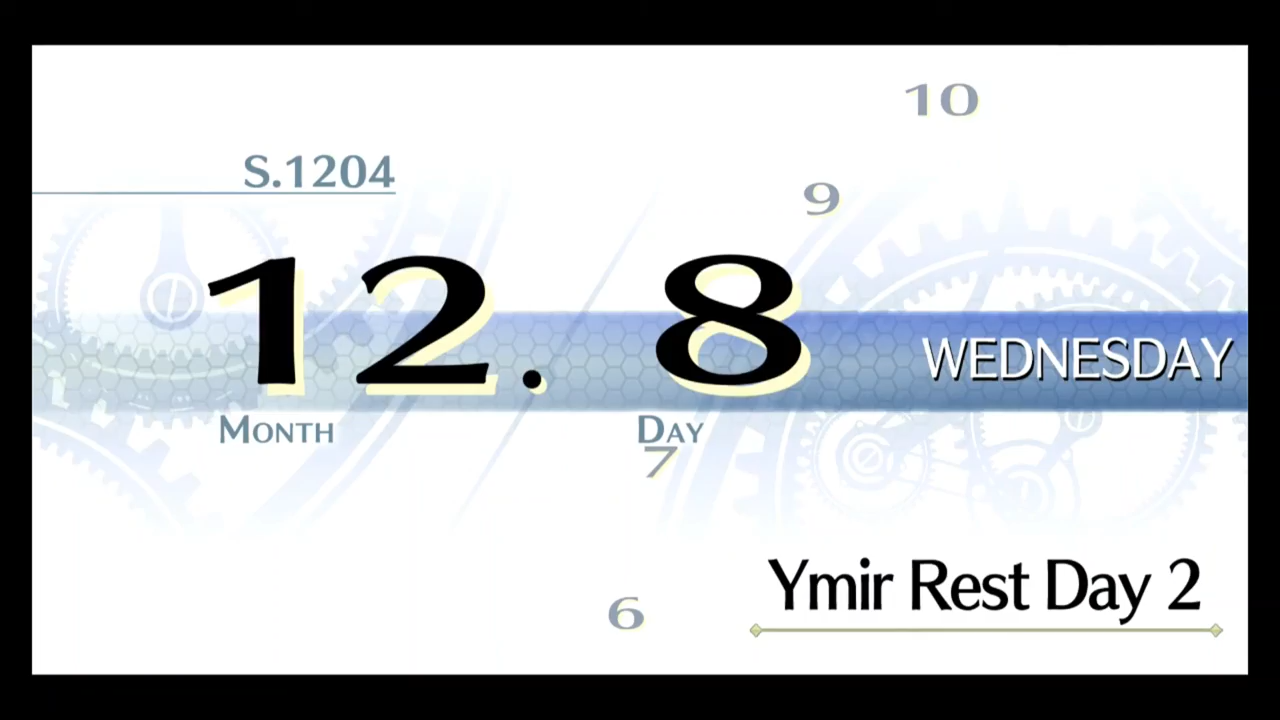 10
S.1204
9
12. 8
WEDNESDAY
MONTH
DAY
7
Ymir Rest Day 2
6